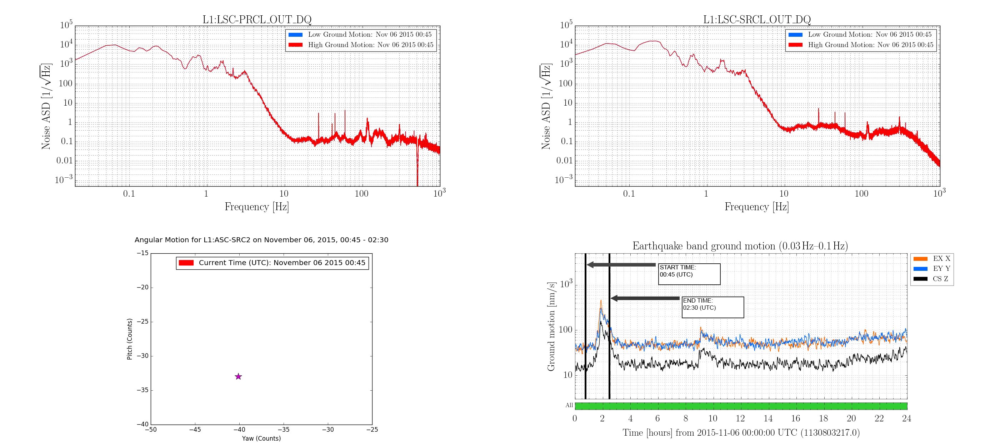 L1:LSC-PRCL_OUT_DQ
Noise ASD [1/√Hz]
10^5
10^4
10^3
100
10
1
0.1
0.01
10^−3
Low Ground Motion: Nov 06 2015 00:45
High Ground Motion: Nov 06 2015 00:45
0.1 1 10 100 10^3
Frequency [Hz]
L1:LSC-SRCL_OUT_DQ
Noise ASD [1/√Hz]
10^5
10^4
10^3
100
10
1
0.1
0.01
10^−3
Low Ground Motion: Nov 06 2015 00:45
High Ground Motion: Nov 06 2015 00:45
0.1 1 10 100 10^3
Frequency [Hz]
Angular Motion for L1:ASC-SRC2 on November 06, 2015, 00:45 - 02:30
Pitch (Counts)
−15
−20
−25
−30
−35
−40
Current Time (UTC): November 06 2015 00:45
−50 −45 −40 −35 −30 −25
Yaw (Counts)
Earthquake band ground motion (0.03 Hz–0.1 Hz)
Ground motion [nm/s]
10^3
100
10
START TIME:
00:45 (UTC)
END TIME:
02:30 (UTC)
EX X
EY Y
CS Z
All
0 2 4 6 8 10 12 14 16 18 20 22 24
Time [hours] from 2015-11-06 00:00:00 UTC (1130803217.0)